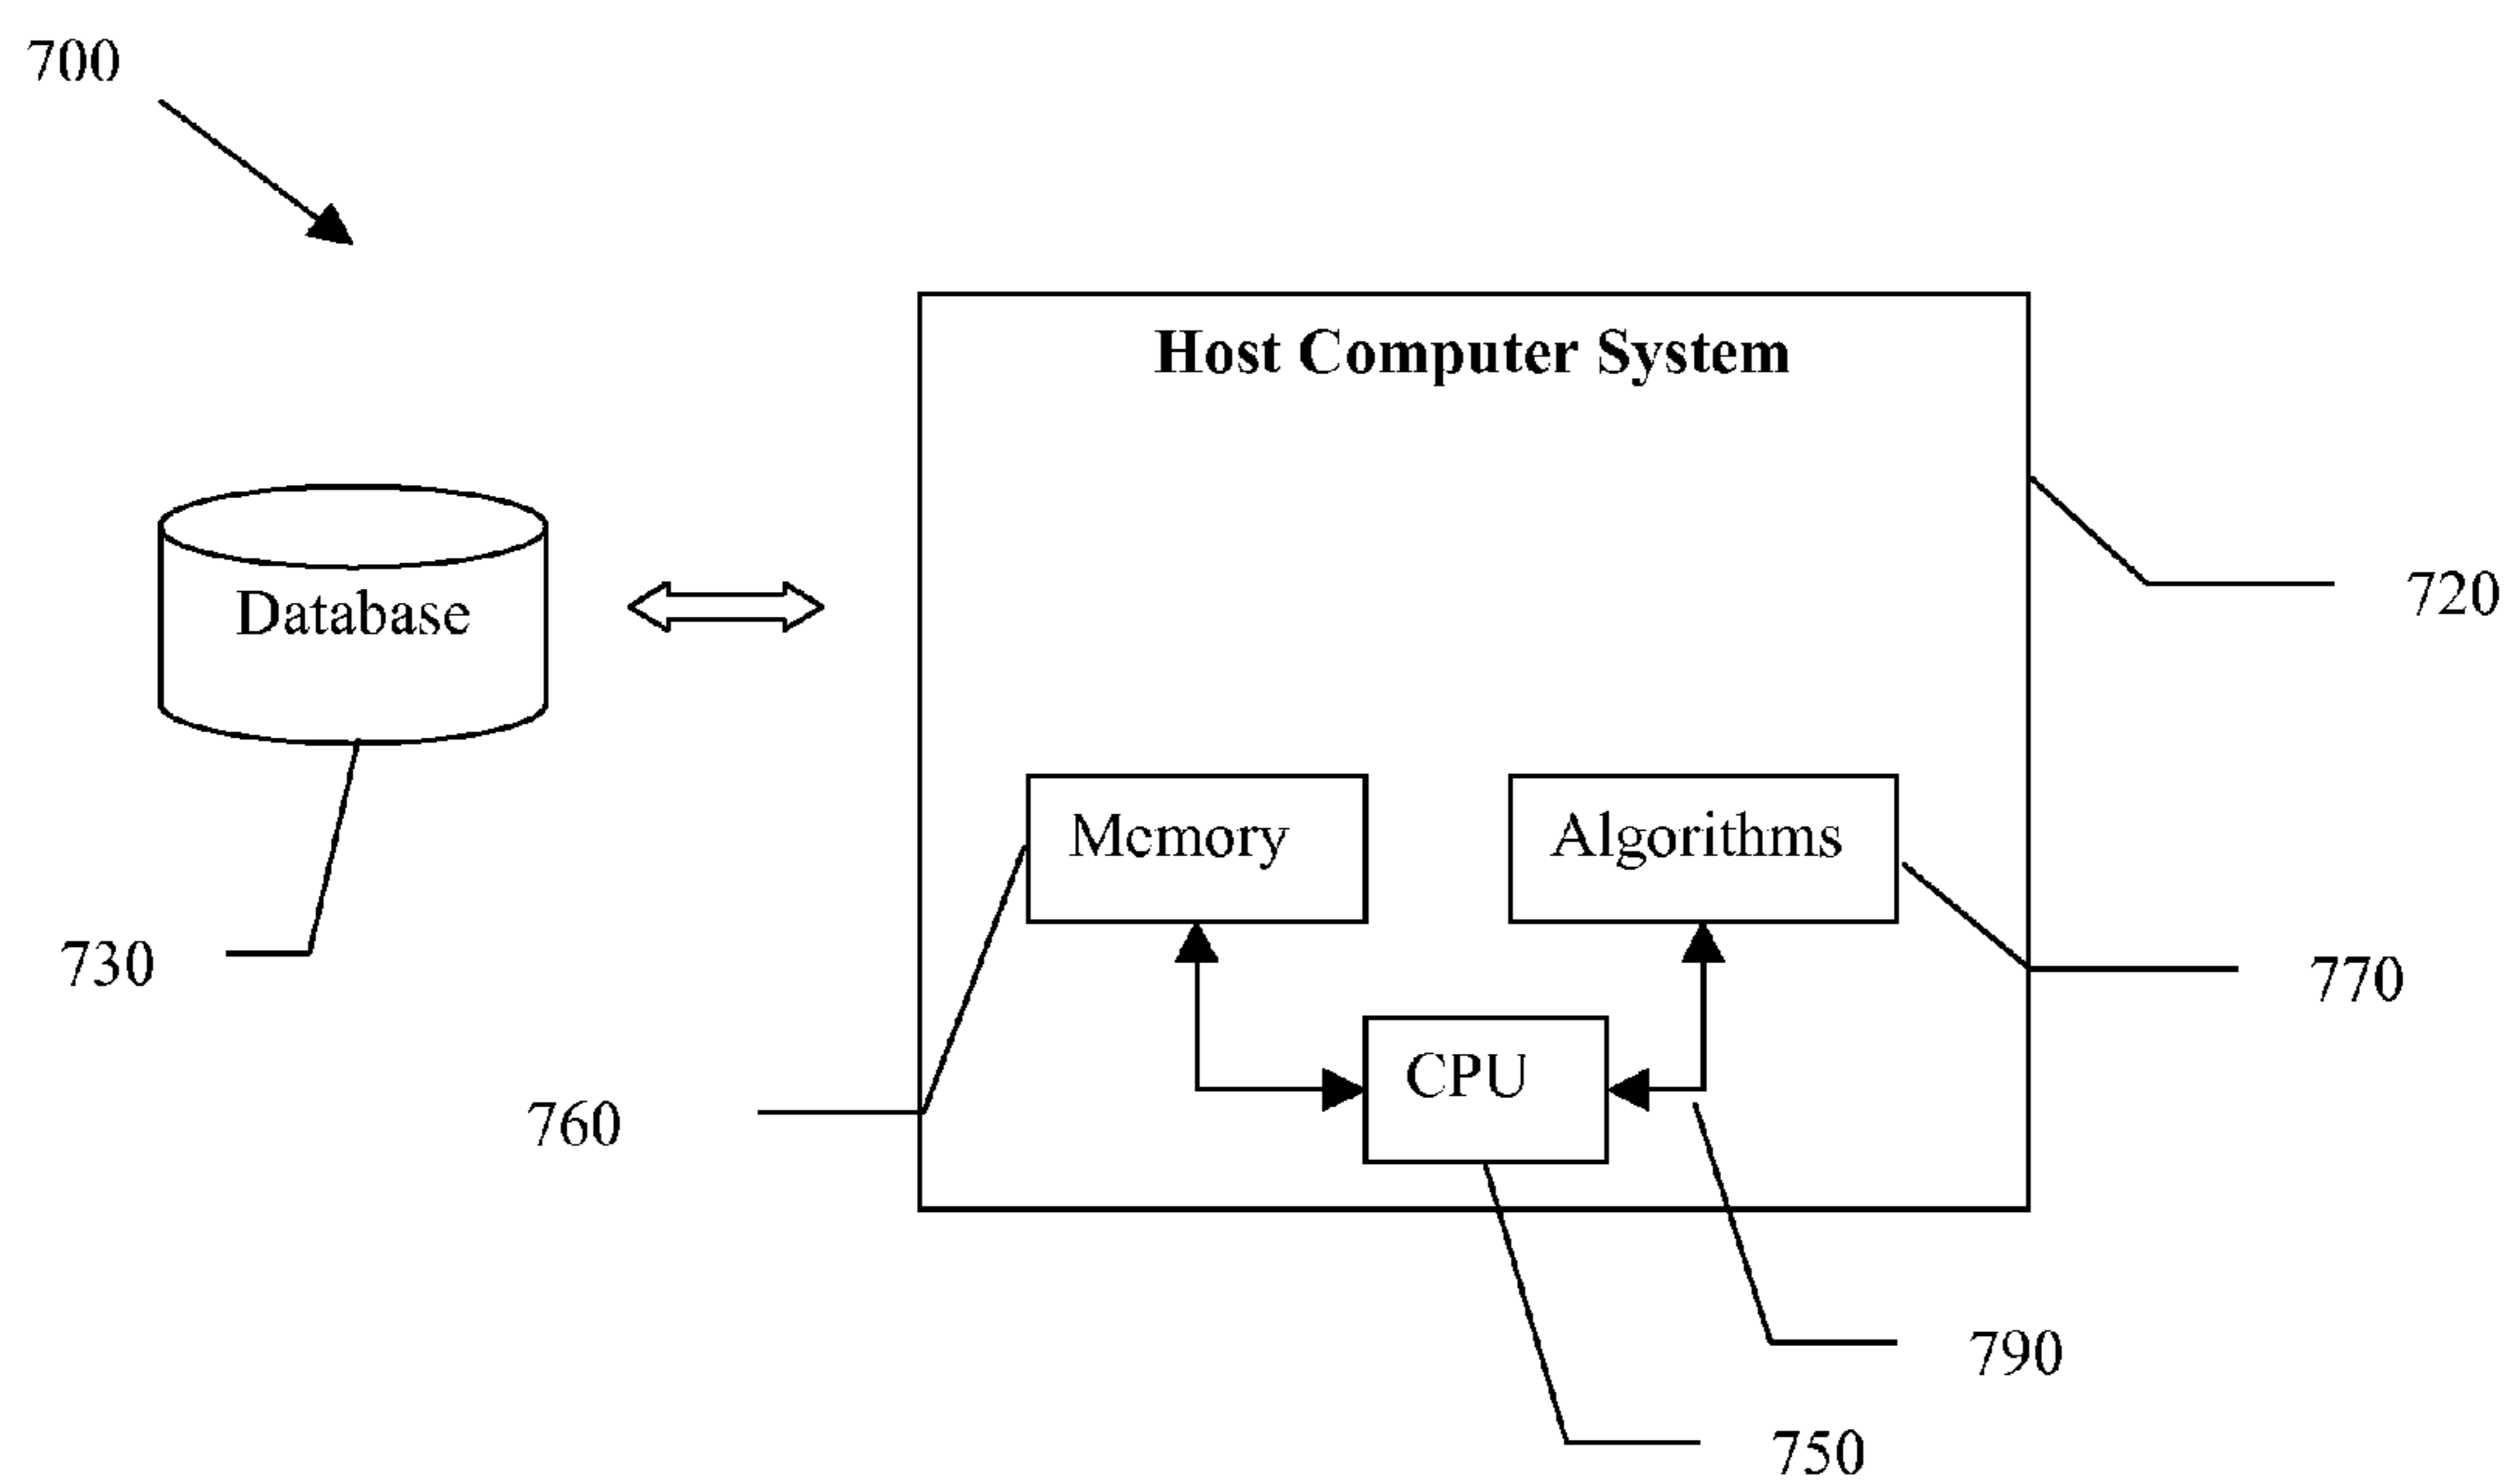 700
Host Computer System
Database
720
Memory
Algorithms
730
770
CPU
760
790
750